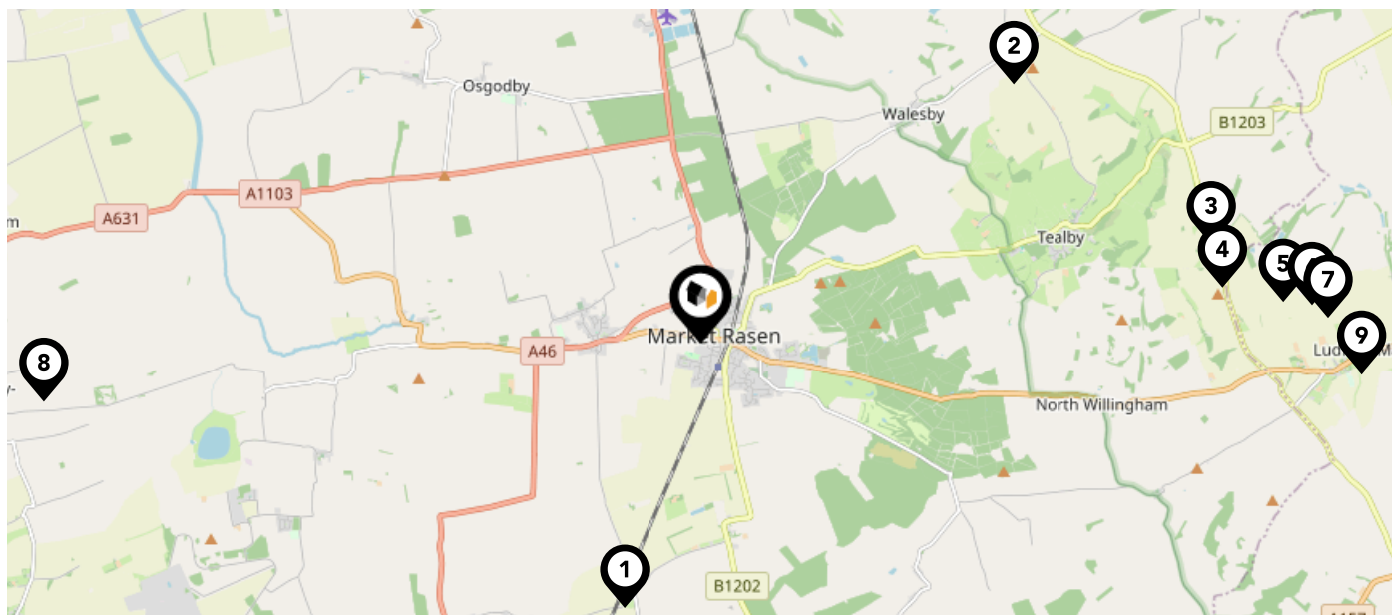 2
Osgodby
Walesby
B1203
A1103
3
A631
m
Tealby
4
5
7
Market Rasen
9
A46
8
North Willingham
1
B1202